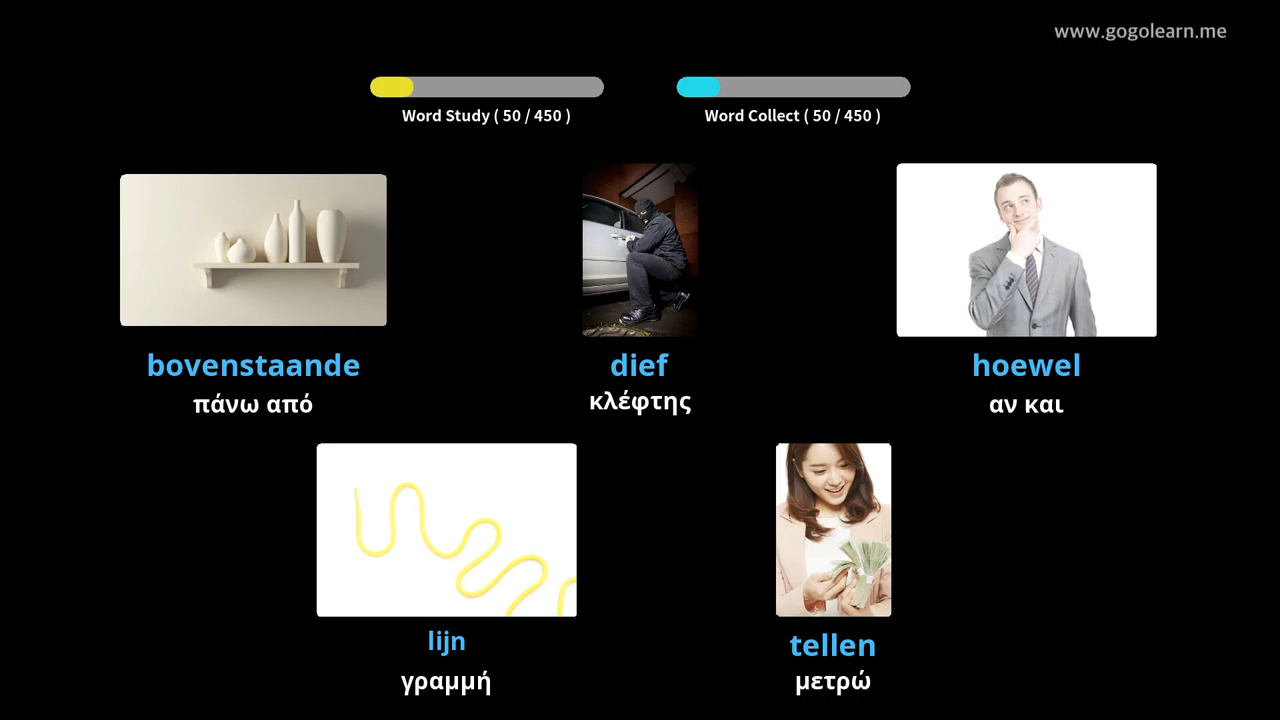 www.gogolearn.me
Word Study ( 50 / 450 )
Word Collect ( 50 / 450 )
bovenstaande
πάνω από
dief
κλέφτης
hoewel
αν και
lijn
γραμμή
tellen
μετρώ